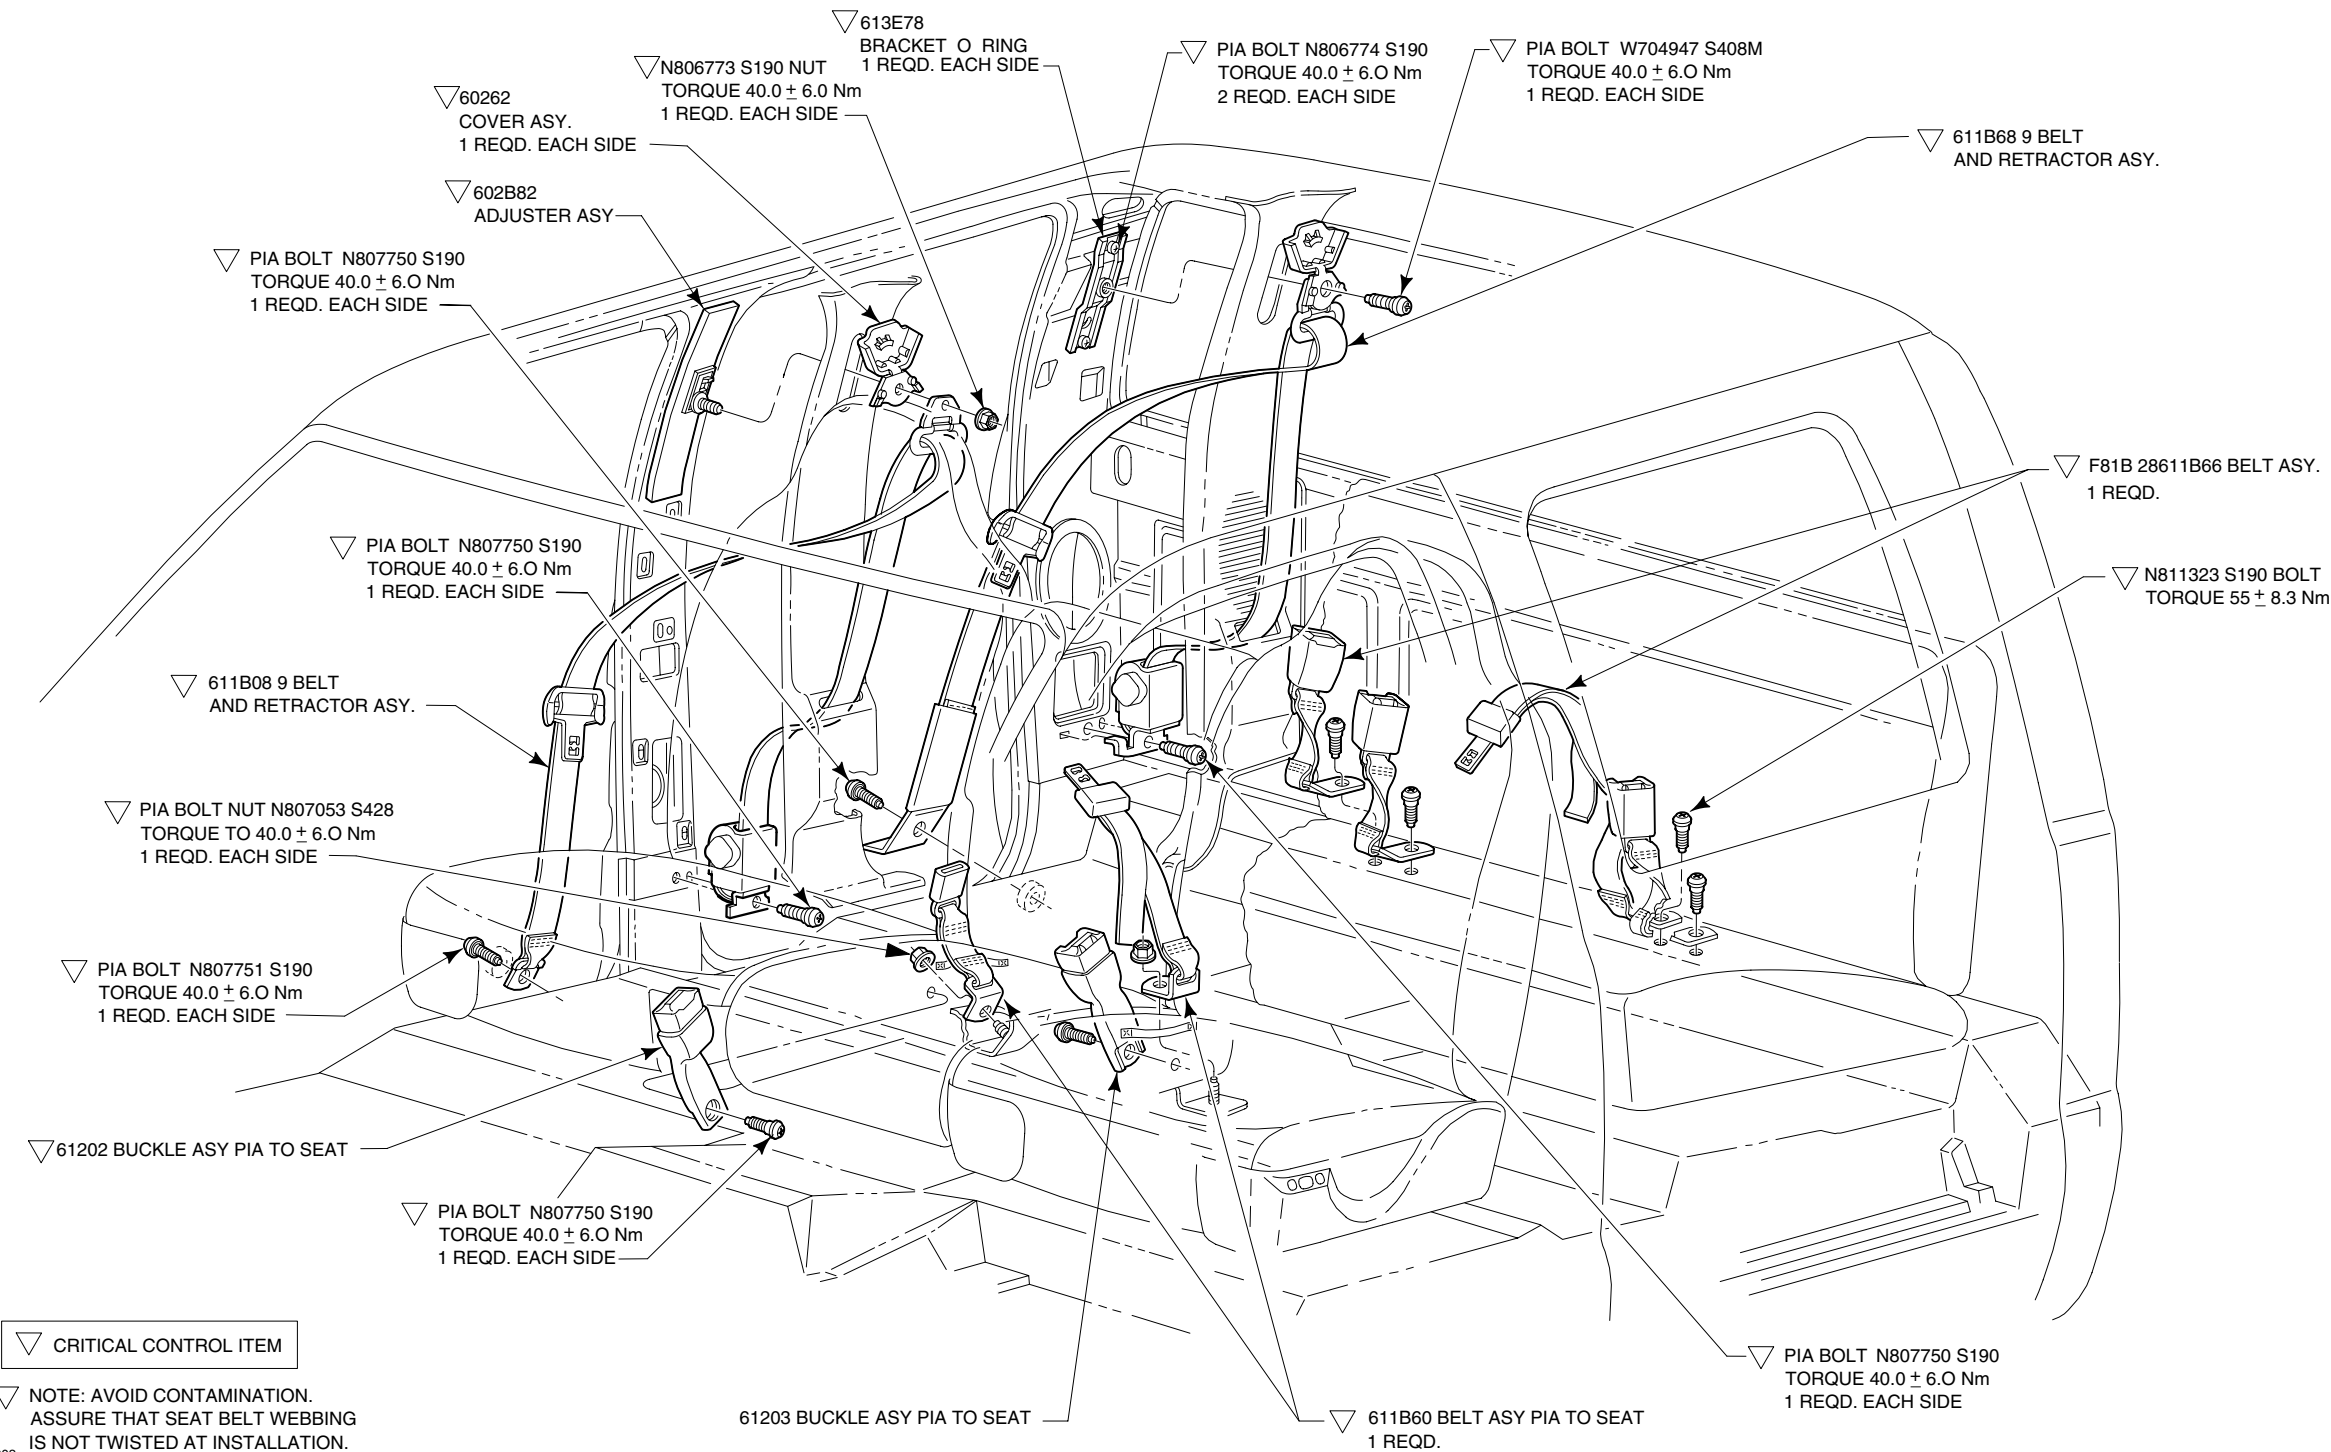 613E78
BRACKET O RING
1 REQD. EACH SIDE
PIA BOLT N806774 S190
TORQUE 40.0 ± 6.O Nm
2 REQD. EACH SIDE
PIA BOLT W704947 S408M
TORQUE 40.0 ± 6.O Nm
1 REQD. EACH SIDE
N806773 S190 NUT
TORQUE 40.0 ± 6.0 Nm
1 REQD. EACH SIDE
60262
COVER ASY.
1 REQD. EACH SIDE
611B68 9 BELT
AND RETRACTOR ASY.
602B82
ADJUSTER ASY
PIA BOLT N807750 S190
TORQUE 40.0 ± 6.O Nm
1 REQD. EACH SIDE
F81B 28611B66 BELT ASY.
1 REQD.
PIA BOLT N807750 S190
TORQUE 40.0 ± 6.O Nm
1 REQD. EACH SIDE
N811323 S190 BOLT
TORQUE 55 ± 8.3 Nm
611B08 9 BELT
AND RETRACTOR ASY.
PIA BOLT NUT N807053 S428
TORQUE TO 40.0 ± 6.O Nm
1 REQD. EACH SIDE
PIA BOLT N807751 S190
TORQUE 40.0 ± 6.O Nm
1 REQD. EACH SIDE
61202 BUCKLE ASY PIA TO SEAT
PIA BOLT N807750 S190
TORQUE 40.0 ± 6.O Nm
1 REQD. EACH SIDE
CRITICAL CONTROL ITEM
PIA BOLT N807750 S190
TORQUE 40.0 ± 6.O Nm
1 REQD. EACH SIDE
61203 BUCKLE ASY PIA TO SEAT
611B60 BELT ASY PIA TO SEAT
1 REQD.
NOTE: AVOID CONTAMINATION.
ASSURE THAT SEAT BELT WEBBING
IS NOT TWISTED AT INSTALLATION.